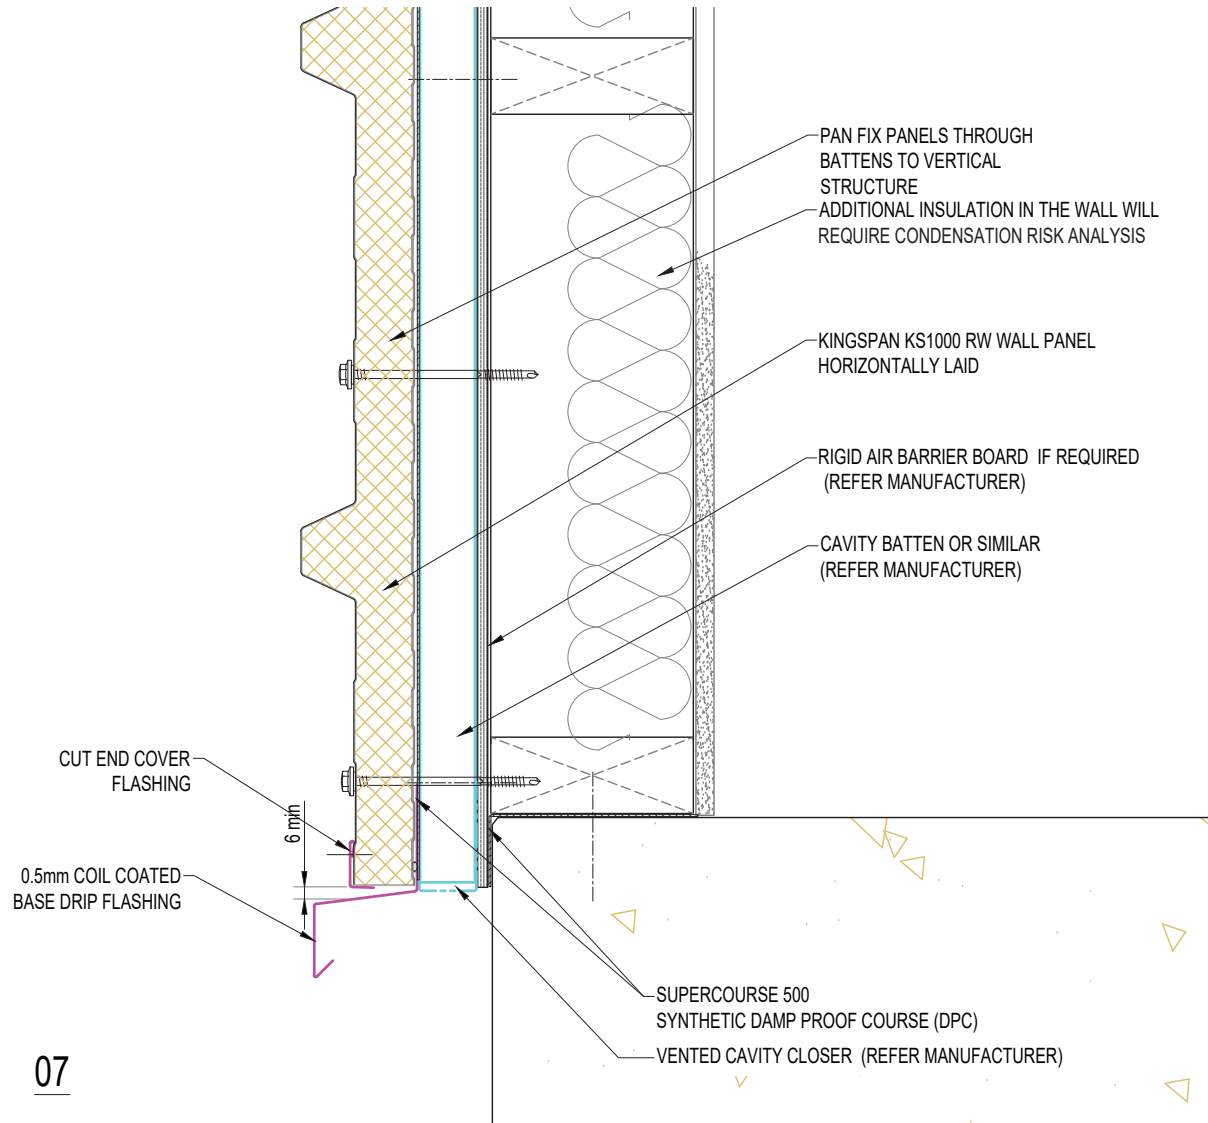 PAN FIX PANELS THROUGH
BATTENS TO VERTICAL
STRUCTURE
ADDITIONAL INSULATION IN THE WALL WILL
REQUIRE CONDENSATION RISK ANALYSIS
KINGSPAN KS1000 RW WALL PANEL
HORIZONTALLY LAID
RIGID AIR BARRIER BOARD IF REQUIRED
(REFER MANUFACTURER)
CAVITY BATTEN OR SIMILAR
(REFER MANUFACTURER)
CUT END COVER
FLASHING
6 min
0.5mm COIL COATED
BASE DRIP FLASHING
SUPERCOURSE 500
SYNTHETIC DAMP PROOF COURSE (DPC)
VENTED CAVITY CLOSER (REFER MANUFACTURER)
07